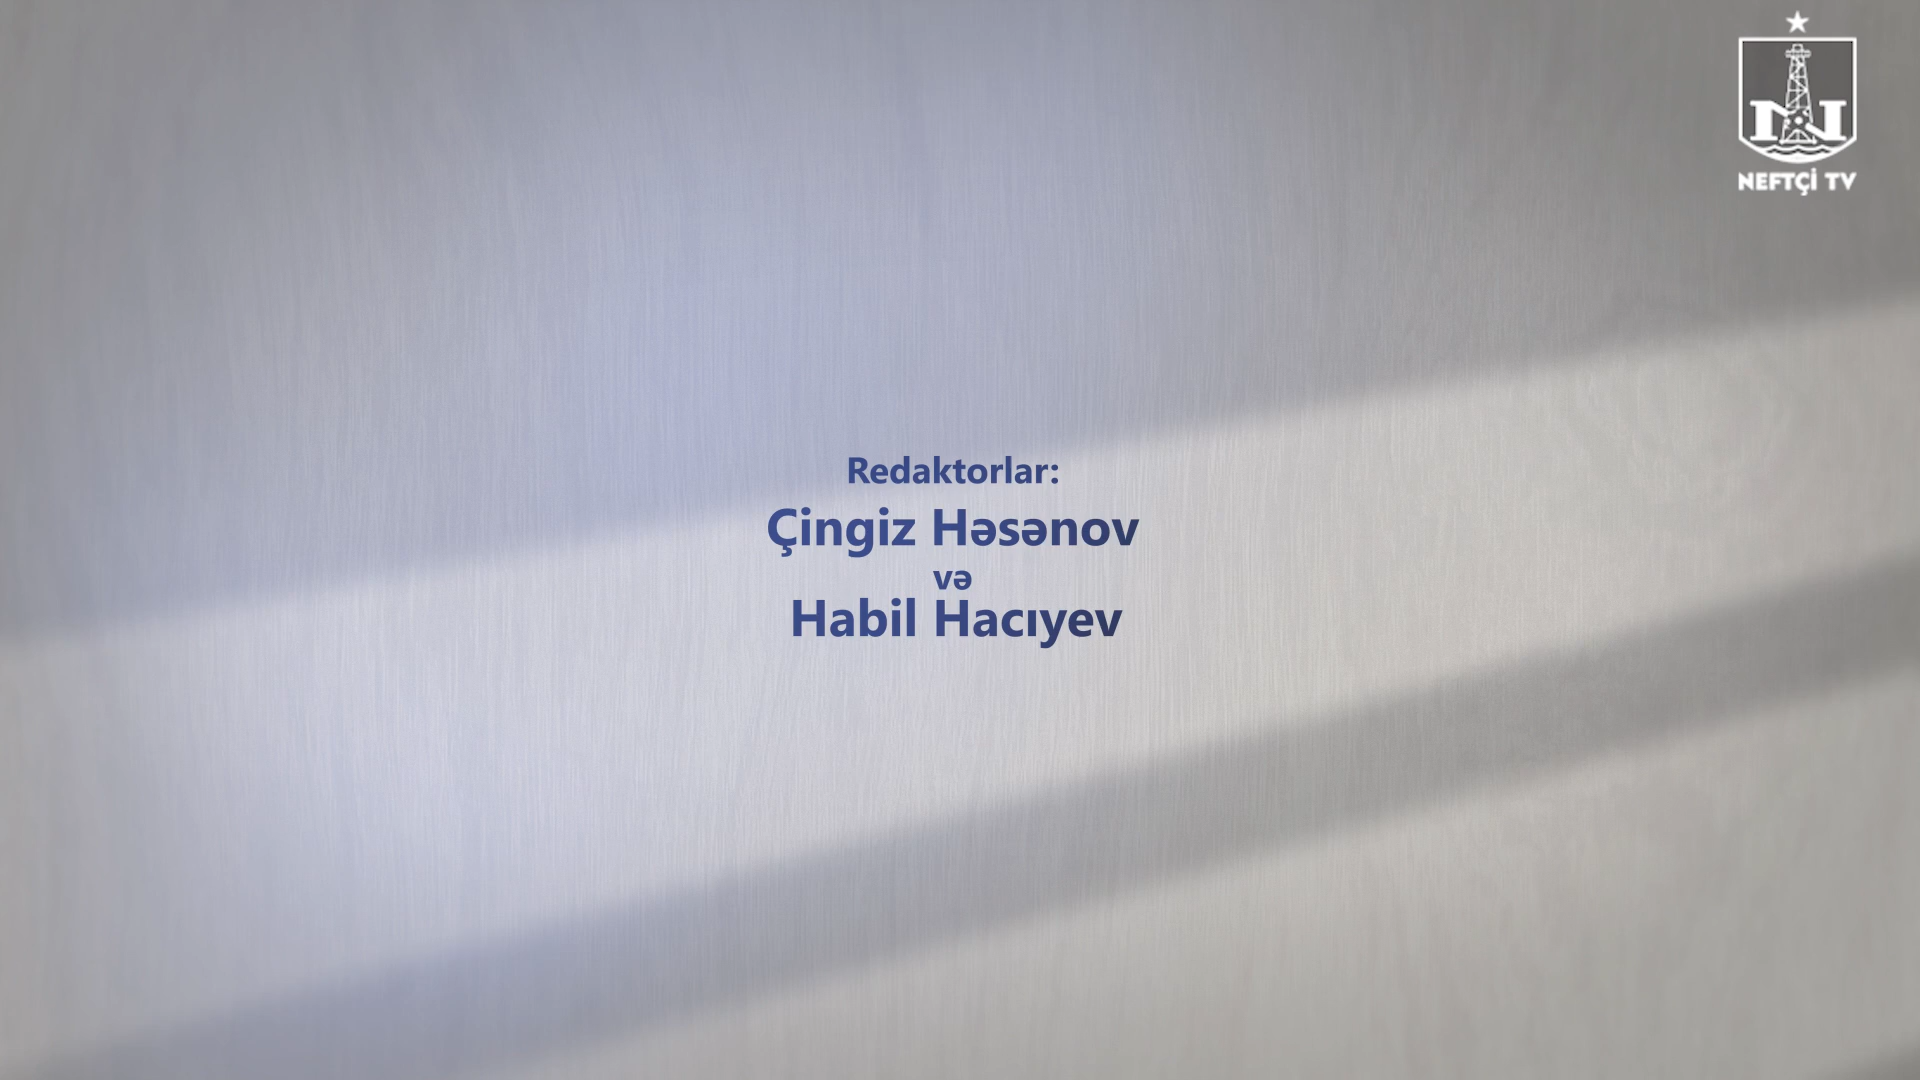 NEFTÇİ TV
Redaktorlar:
Çingiz Həsənov
və
Habil Hacıyev